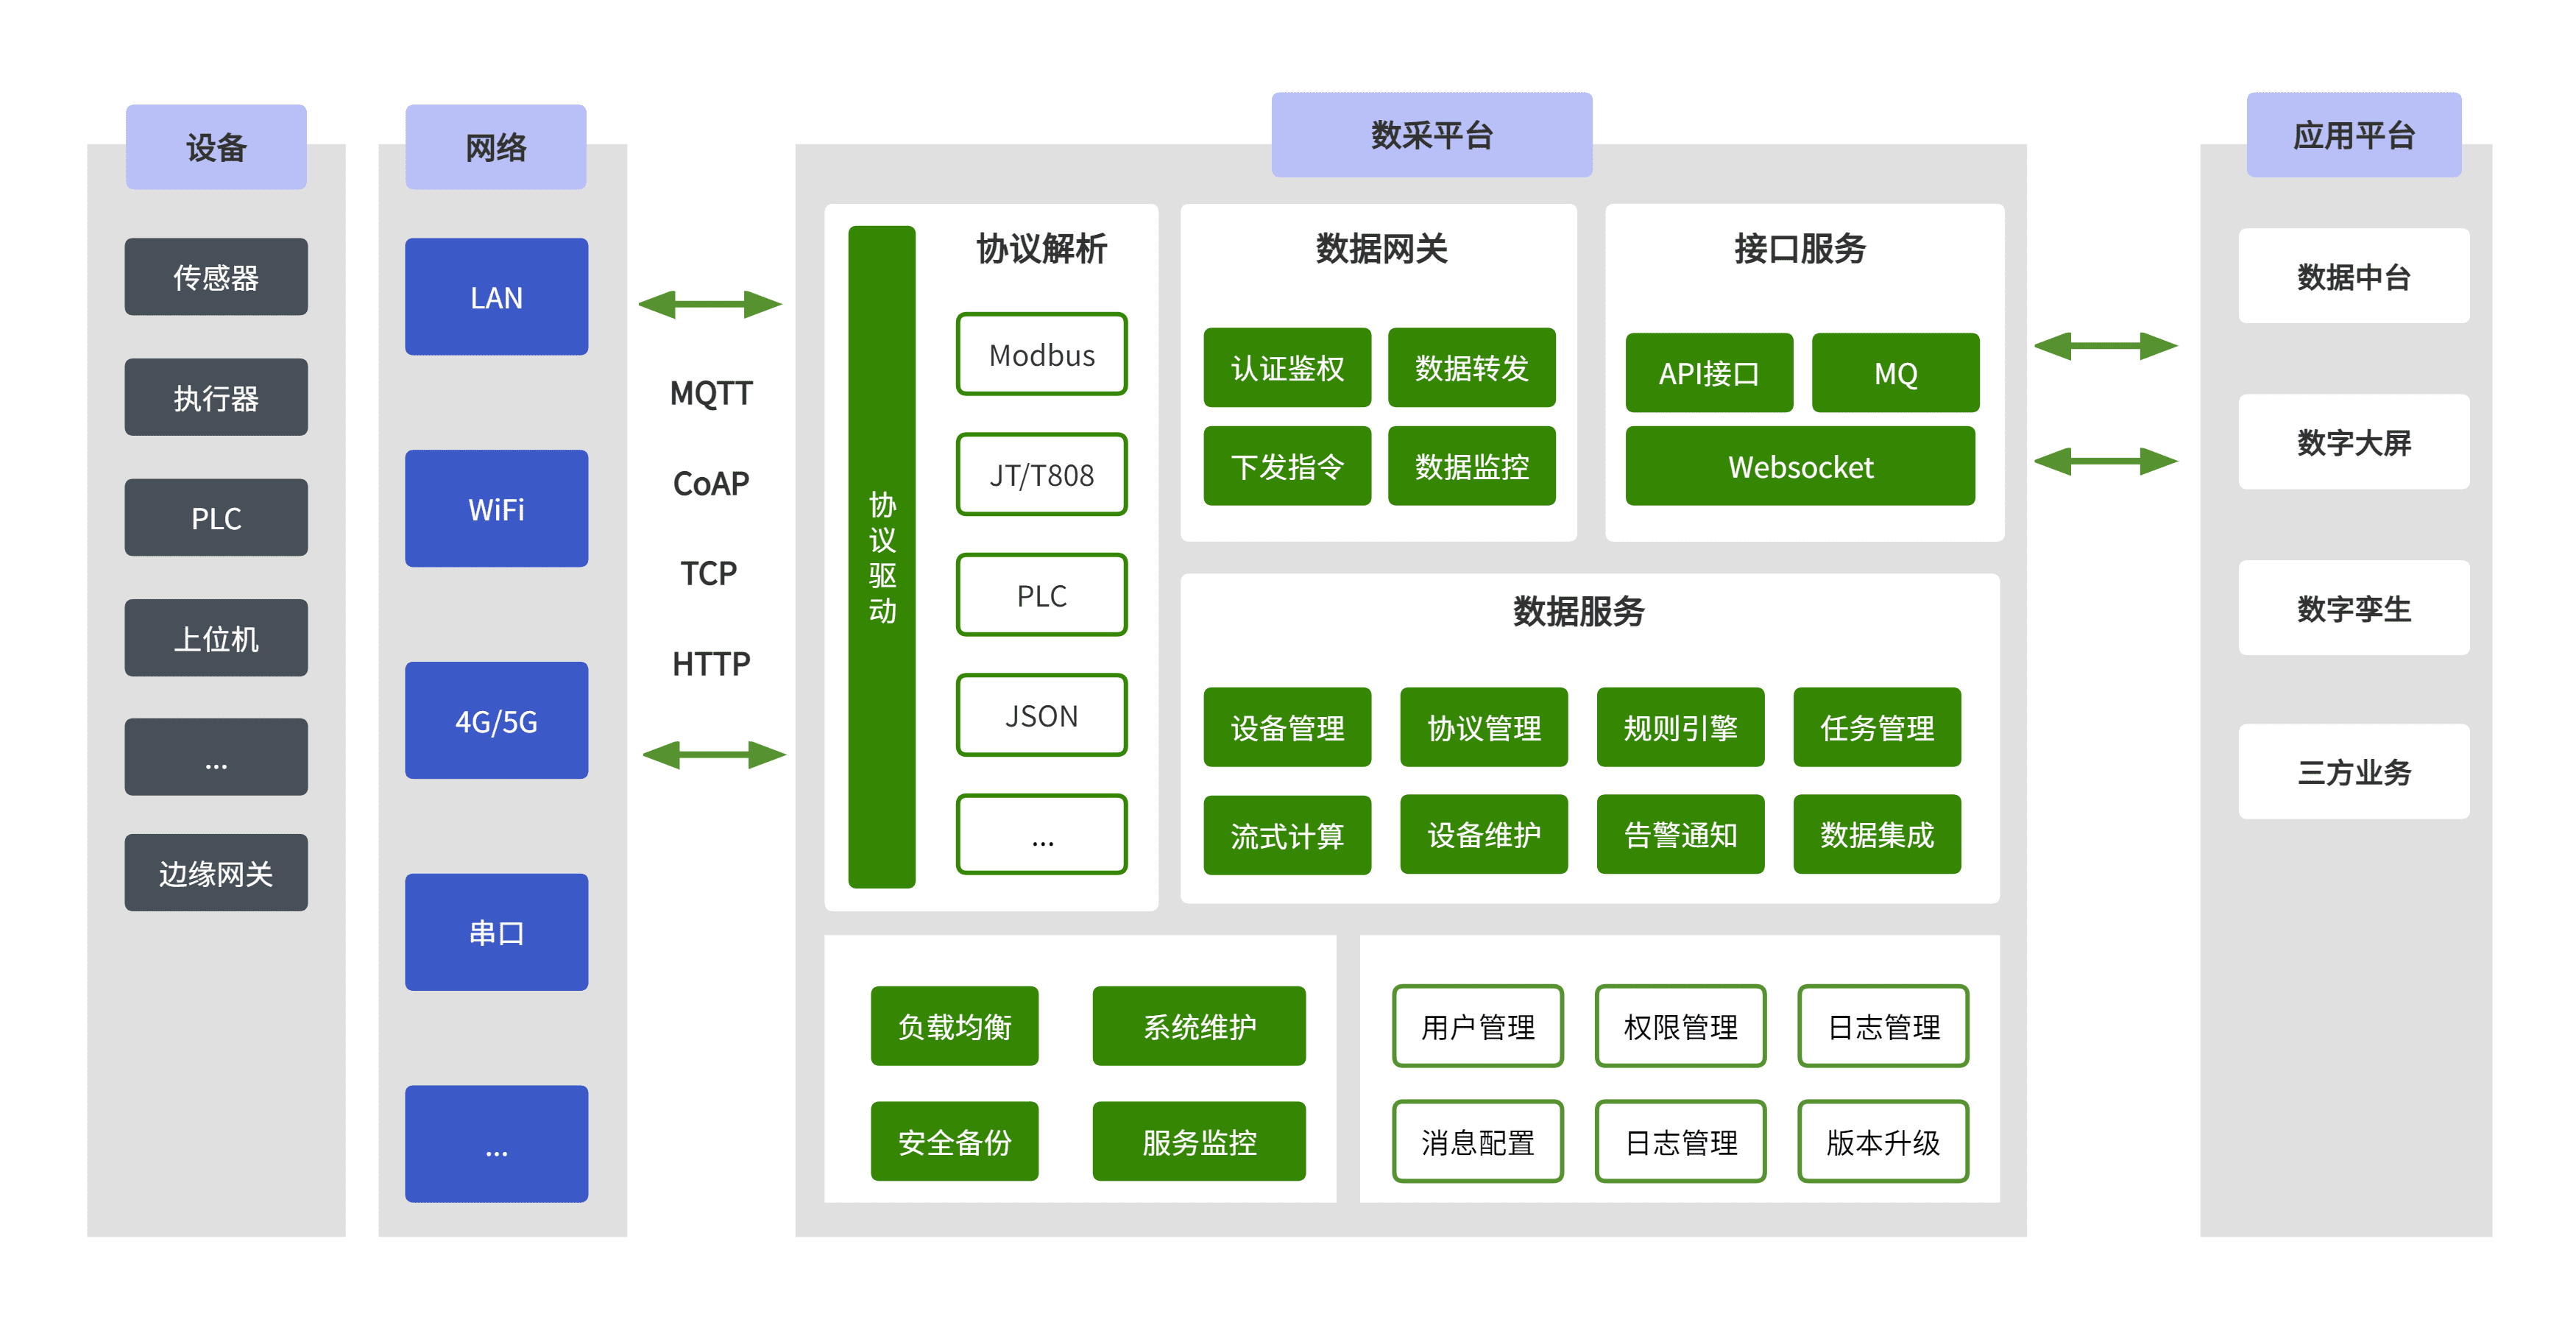 设备
传感器
执行器
PLC
上位机
...
边缘网关
网络
LAN
WiFi
4G/5G
串口
...
MQTT
CoAP
TCP
HTTP
数采平台
协议驱动
协议解析
Modbus
JT/T808
PLC
JSON
...
数据网关
认证鉴权
数据转发
下发指令
数据监控
接口服务
API接口
MQ
Websocket
数据服务
设备管理
协议管理
规则引擎
任务管理
流式计算
设备维护
告警通知
数据集成
负载均衡
系统维护
安全备份
服务监控
用户管理
权限管理
日志管理
消息配置
日志管理
版本升级
应用平台
数据中台
数字大屏
数字孪生
三方业务